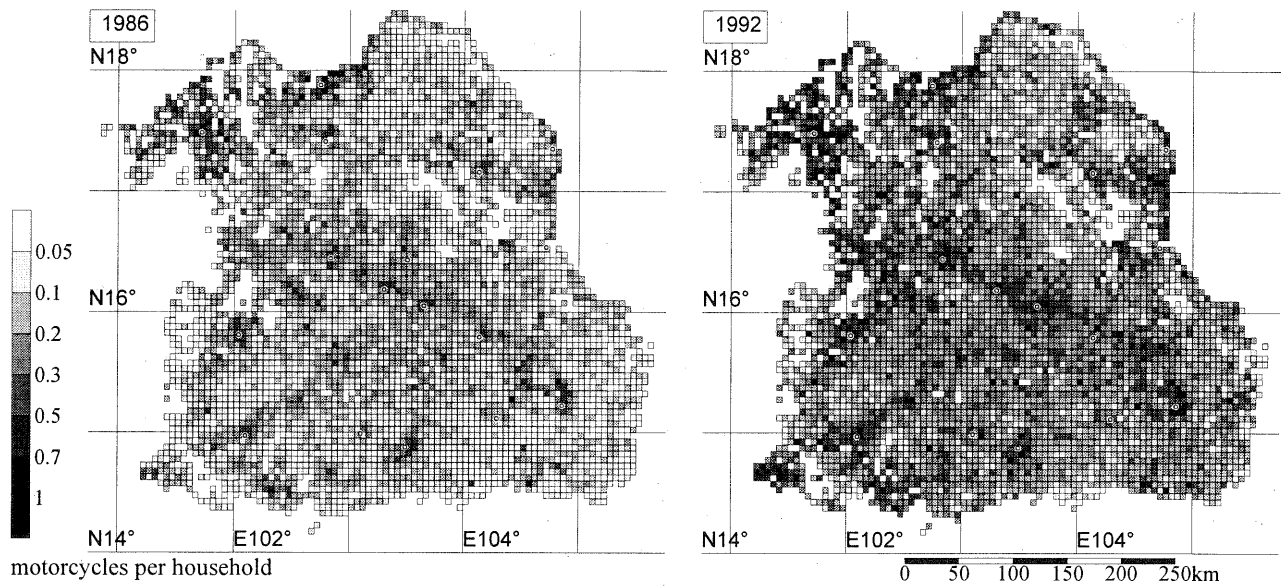 1986
N18°
N16°
N14°
E102°
E104°
0.05
0.1
0.2
0.3
0.5
0.7
1
motorcycles per household
1992
N18°
N16°
N14°
E102°
E104°
0 50 100 150 200 250km